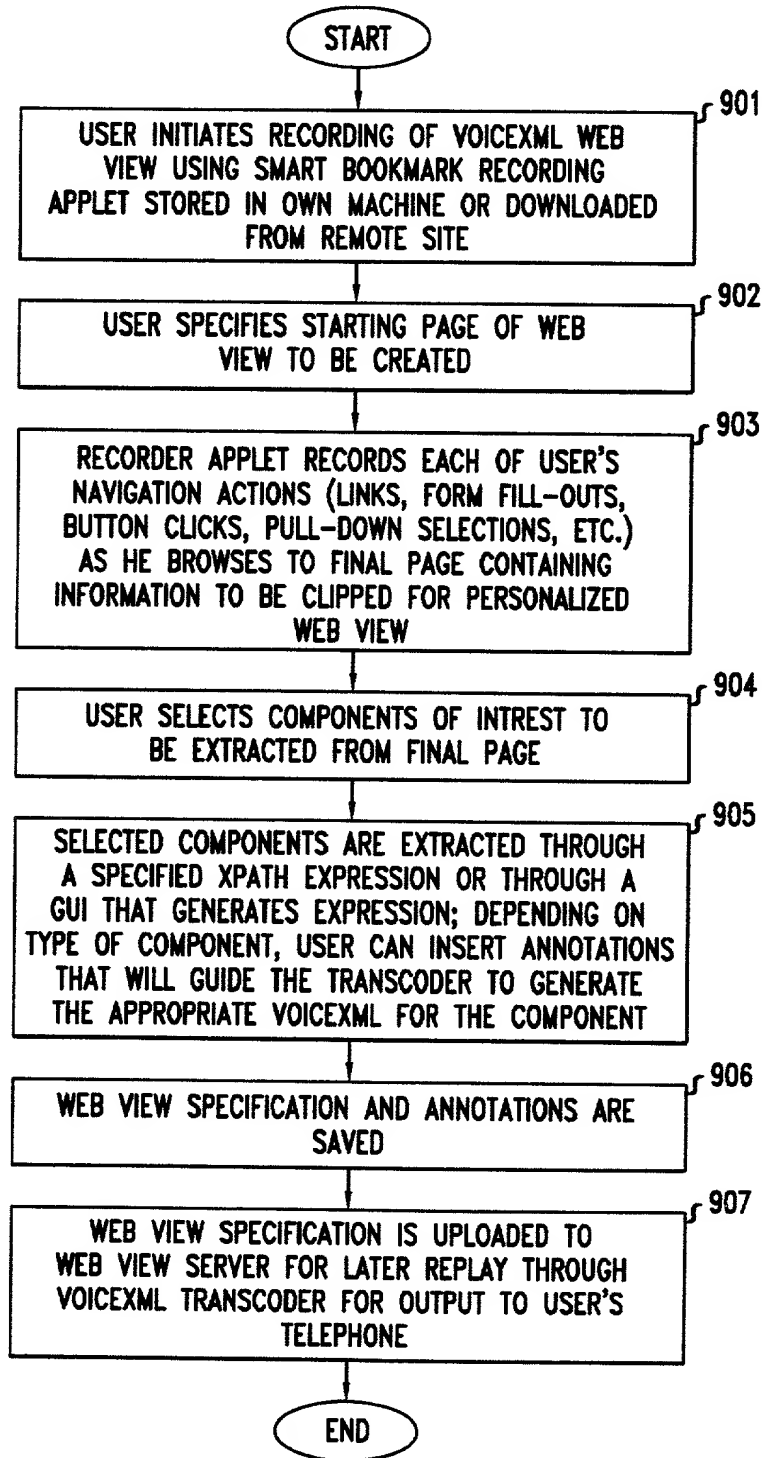 START
901
USER INITIATES RECORDING OF VOICEXML WEB
VIEW USING SMART BOOKMARK RECORDING
APPLET STORED IN OWN MACHINE OR DOWNLOADED
FROM REMOTE SITE
902
USER SPECIFIES STARTING PAGE OF WEB
VIEW TO BE CREATED
903
RECORDER APPLET RECORDS EACH OF USER'S
NAVIGATION ACTIONS (LINKS, FORM FILL-OUTS,
BUTTON CLICKS, PULL-DOWN SELECTIONS, ETC.)
AS HE BROWSES TO FINAL PAGE CONTAINING
INFORMATION TO BE CLIPPED FOR PERSONALIZED
WEB VIEW
904
USER SELECTS COMPONENTS OF INTREST TO
BE EXTRACTED FROM FINAL PAGE
905
SELECTED COMPONENTS ARE EXTRACTED THROUGH
A SPECIFIED XPATH EXPRESSION OR THROUGH A
GUI THAT GENERATES EXPRESSION; DEPENDING ON
TYPE OF COMPONENT, USER CAN INSERT ANNOTATIONS
THAT WILL GUIDE THE TRANSCODER TO GENERATE
THE APPROPRIATE VOICEXML FOR THE COMPONENT
906
WEB VIEW SPECIFICATION AND ANNOTATIONS ARE
SAVED
907
WEB VIEW SPECIFICATION IS UPLOADED TO
WEB VIEW SERVER FOR LATER REPLAY THROUGH
VOICEXML TRANSCODER FOR OUTPUT TO USER'S
TELEPHONE
END